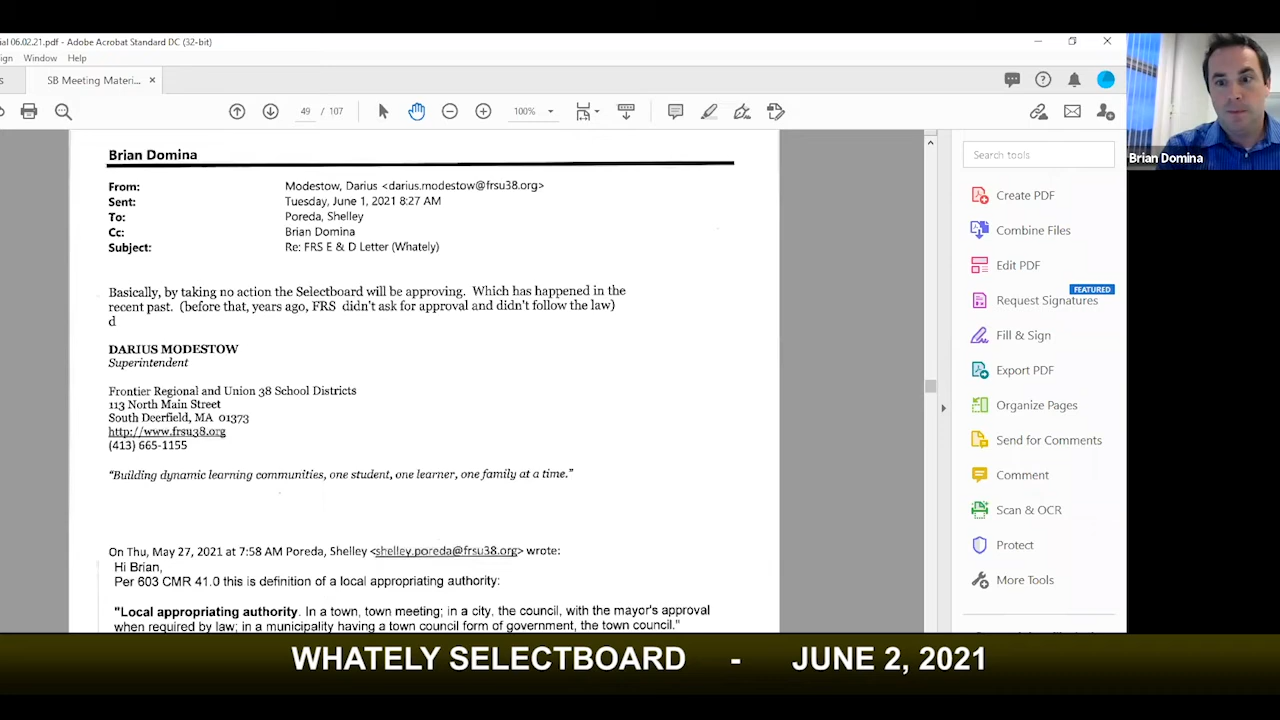 ial 06.02.21.pdf - Adobe Acrobat Standard DC (32-bit)
ign Window Help
s SB Meeting Materi... ×
49 / 107 100%
Brian Domina
From: Modestow, Darius <darius.modestow@frsu38.org>
Sent: Tuesday, June 1, 2021 8:27 AM
To: Poreda, Shelley
Cc: Brian Domina
Subject: Re: FRS E & D Letter (Whately)
Basically, by taking no action the Selectboard will be approving. Which has happened in the
recent past. (before that, years ago, FRS didn't ask for approval and didn't follow the law)
d
DARIUS MODESTOW
Superintendent
Frontier Regional and Union 38 School Districts
113 North Main Street
South Deerfield, MA 01373
http://www.frsu38.org
(413) 665-1155
"Building dynamic learning communities, one student, one learner, one family at a time."
On Thu, May 27, 2021 at 7:58 AM Poreda, Shelley <shelley.poreda@frsu38.org> wrote:
Hi Brian,
Per 603 CMR 41.0 this is definition of a local appropriating authority:
"Local appropriating authority. In a town, town meeting; in a city, the council, with the mayor's approval
when required by law; in a municipality having a town council form of government, the town council."
Search tools
Create PDF
Combine Files
Edit PDF
FEATURED
Request Signatures
Fill & Sign
Export PDF
Organize Pages
Send for Comments
Comment
Scan & OCR
Protect
More Tools
Brian Domina
WHATELY SELECTBOARD - JUNE 2, 2021